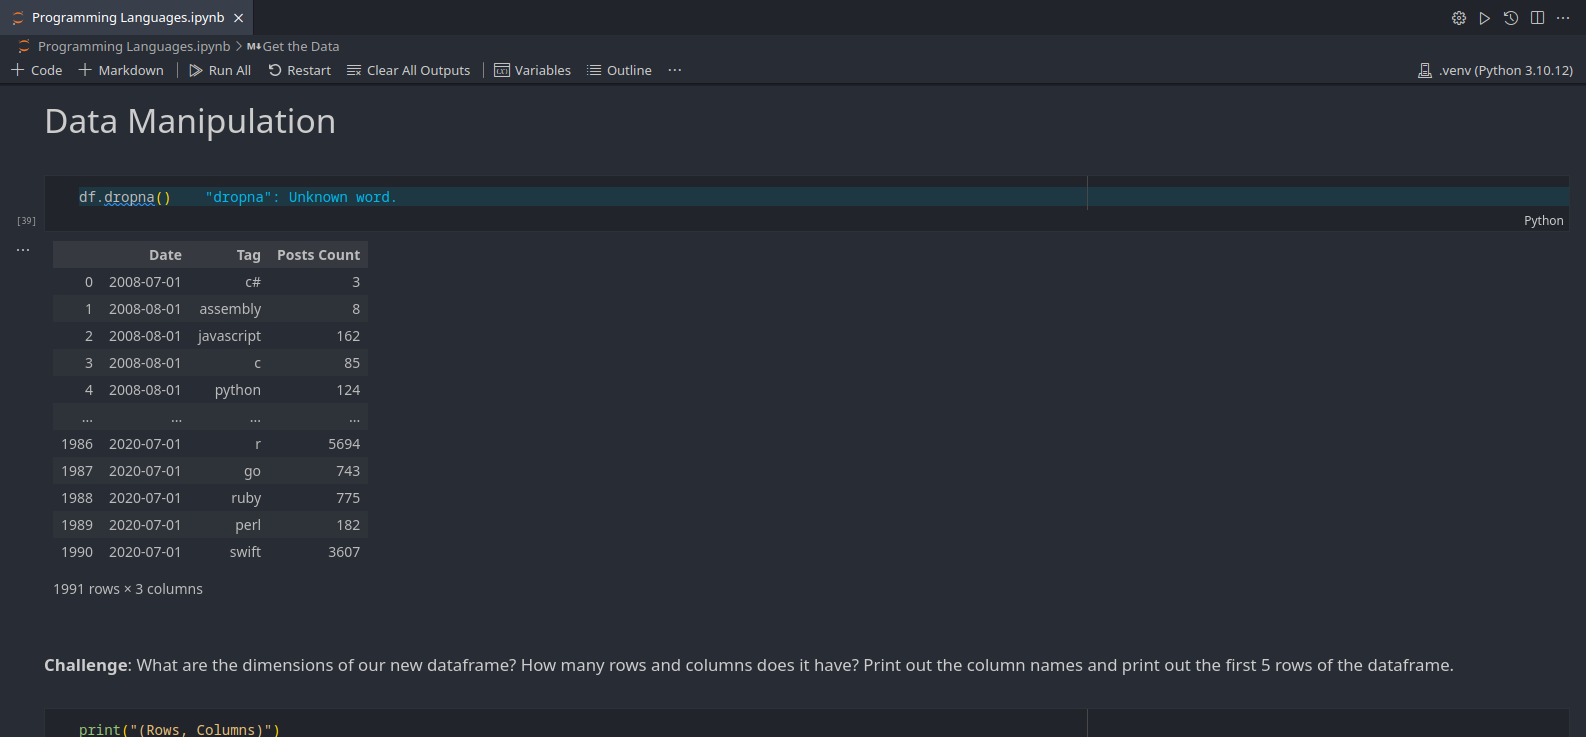 Programming Languages.ipynb ×
Programming Languages.ipynb > M↓ Get the Data
+ Code + Markdown | Run All Restart Clear All Outputs | Variables Outline ··· .venv (Python 3.10.12)
Data Manipulation
df.dropna() "dropna": Unknown word.
[39] Python
...
Date Tag Posts Count
0 2008-07-01 c# 3
1 2008-08-01 assembly 8
2 2008-08-01 javascript 162
3 2008-08-01 c 85
4 2008-08-01 python 124
... ... ... ...
1986 2020-07-01 r 5694
1987 2020-07-01 go 743
1988 2020-07-01 ruby 775
1989 2020-07-01 perl 182
1990 2020-07-01 swift 3607
1991 rows × 3 columns
Challenge: What are the dimensions of our new dataframe? How many rows and columns does it have? Print out the column names and print out the first 5 rows of the dataframe.
print("(Rows, Columns)")